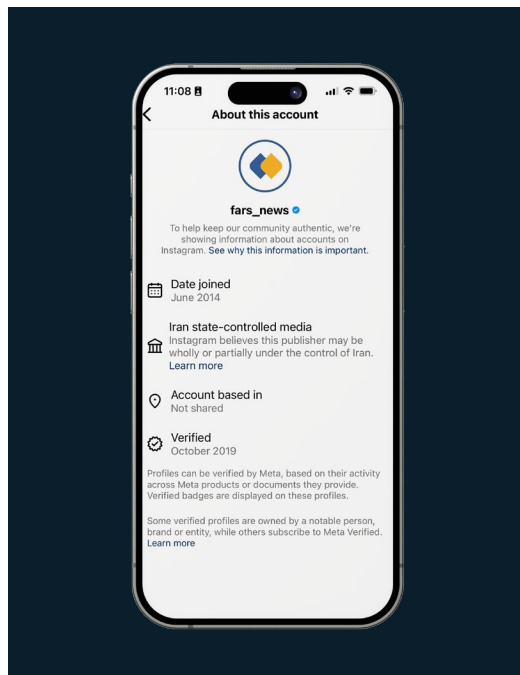 11:08
About this account
fars_news
To help keep our community authentic, we're
showing information about accounts on
Instagram. See why this information is important.
Date joined
June 2014
Iran state-controlled media
Instagram believes this publisher may be
wholly or partially under the control of Iran.
Learn more
Account based in
Not shared
Verified
October 2019
Profiles can be verified by Meta, based on their activity
across Meta products or documents they provide.
Verified badges are displayed on these profiles.
Some verified profiles are owned by a notable person,
brand or entity, while others subscribe to Meta Verified.
Learn more